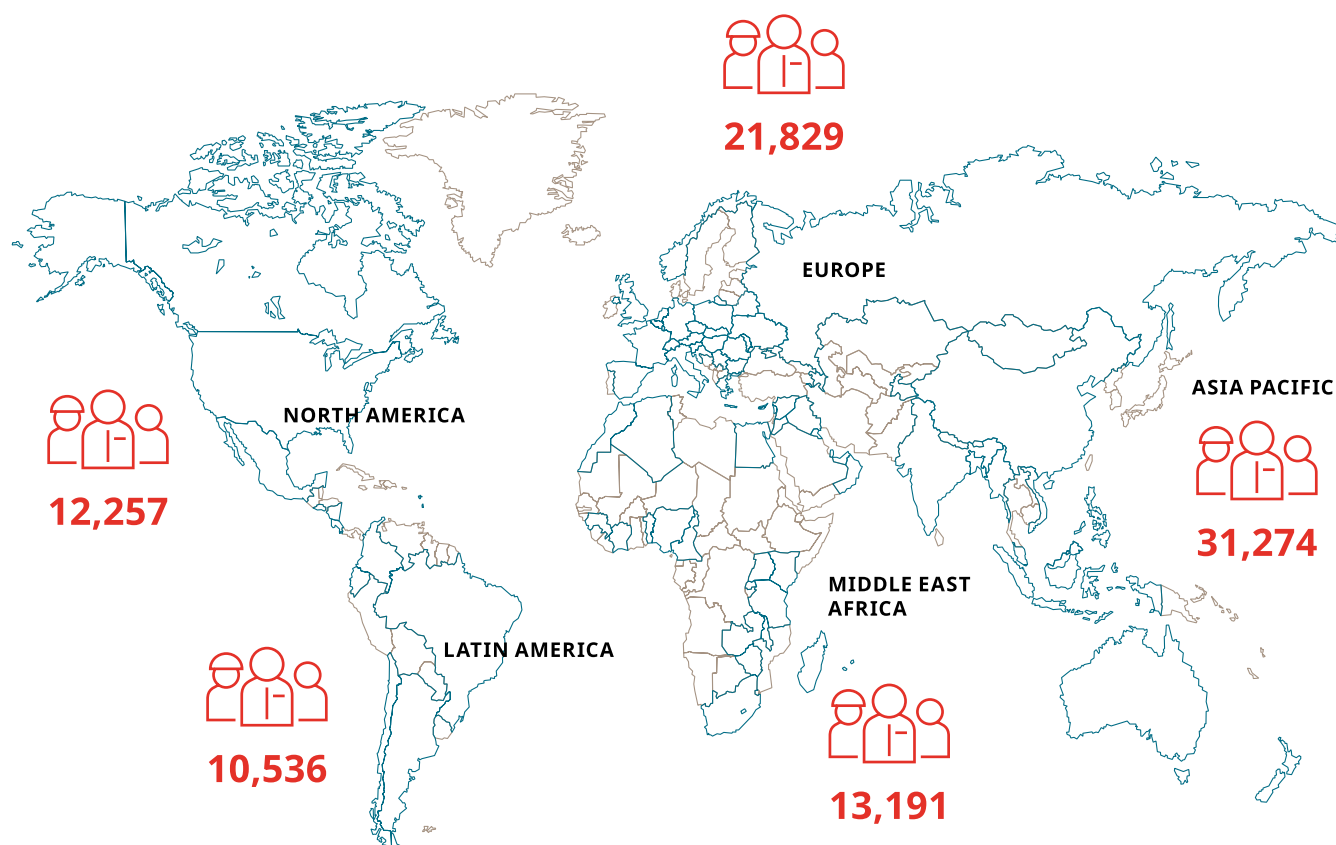 21,829
EUROPE
ASIA PACIFIC
NORTH AMERICA
12,257
31,274
MIDDLE EAST
AFRICA
LATIN AMERICA
10,536
13,191